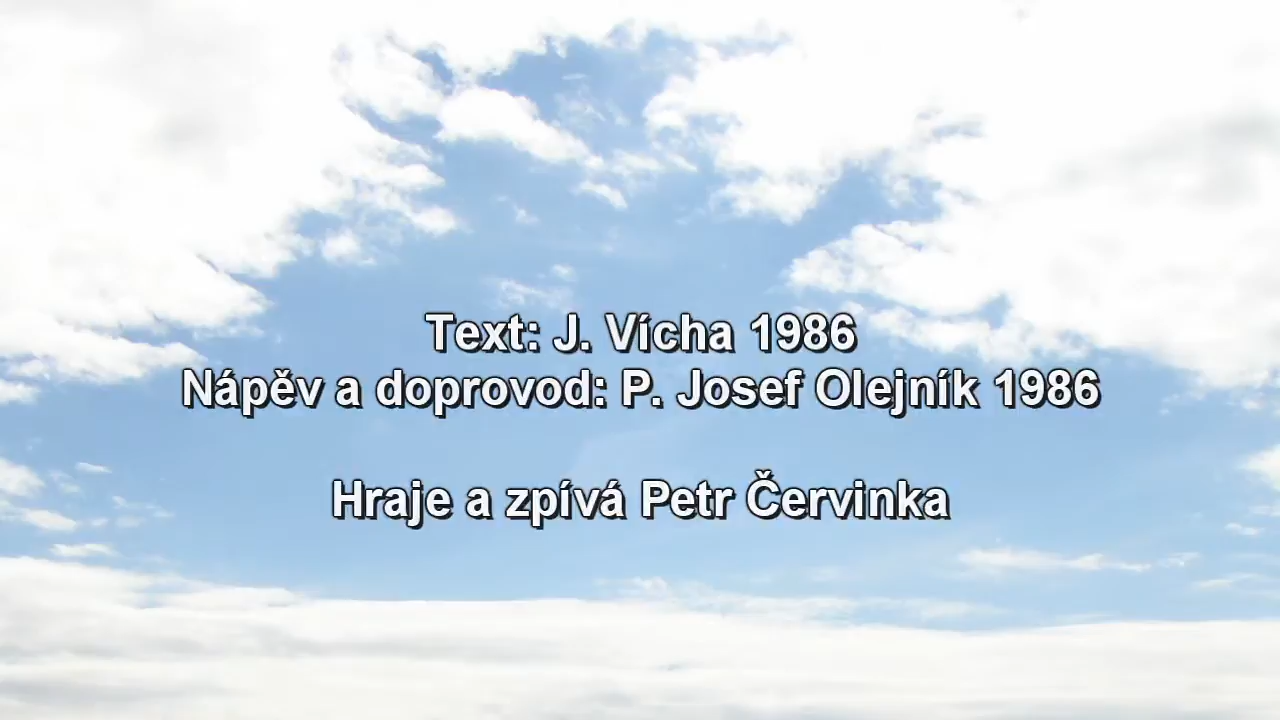 Text: J. Vícha 1986
Nápěv a doprovod: P. Josef Olejník 1986
Hraje a zpívá Petr Červinka